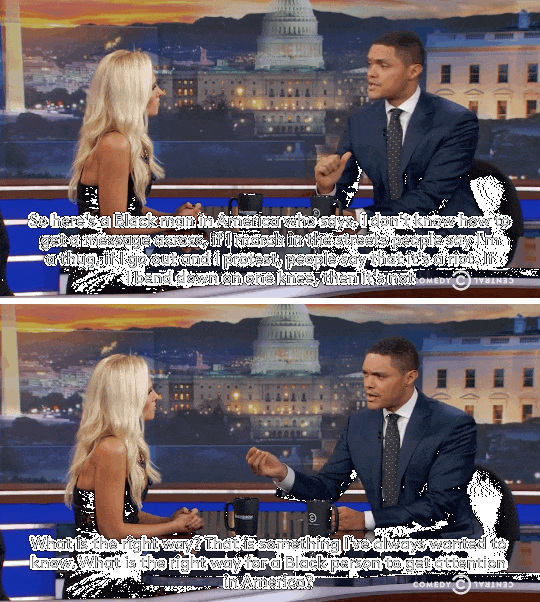 So here's a Black man in America who says, I don't know how to
get a message across, if I march in the streets people say I'm
a thug, if I go out and I protest, people say that it's a riot. If
I bend down on one knee, then it's not
COMEDY CENTRAL
What is the right way? That is something I've always wanted to
know. What is the right way for a Black person to get attention
in America?
COMEDY CENTRAL